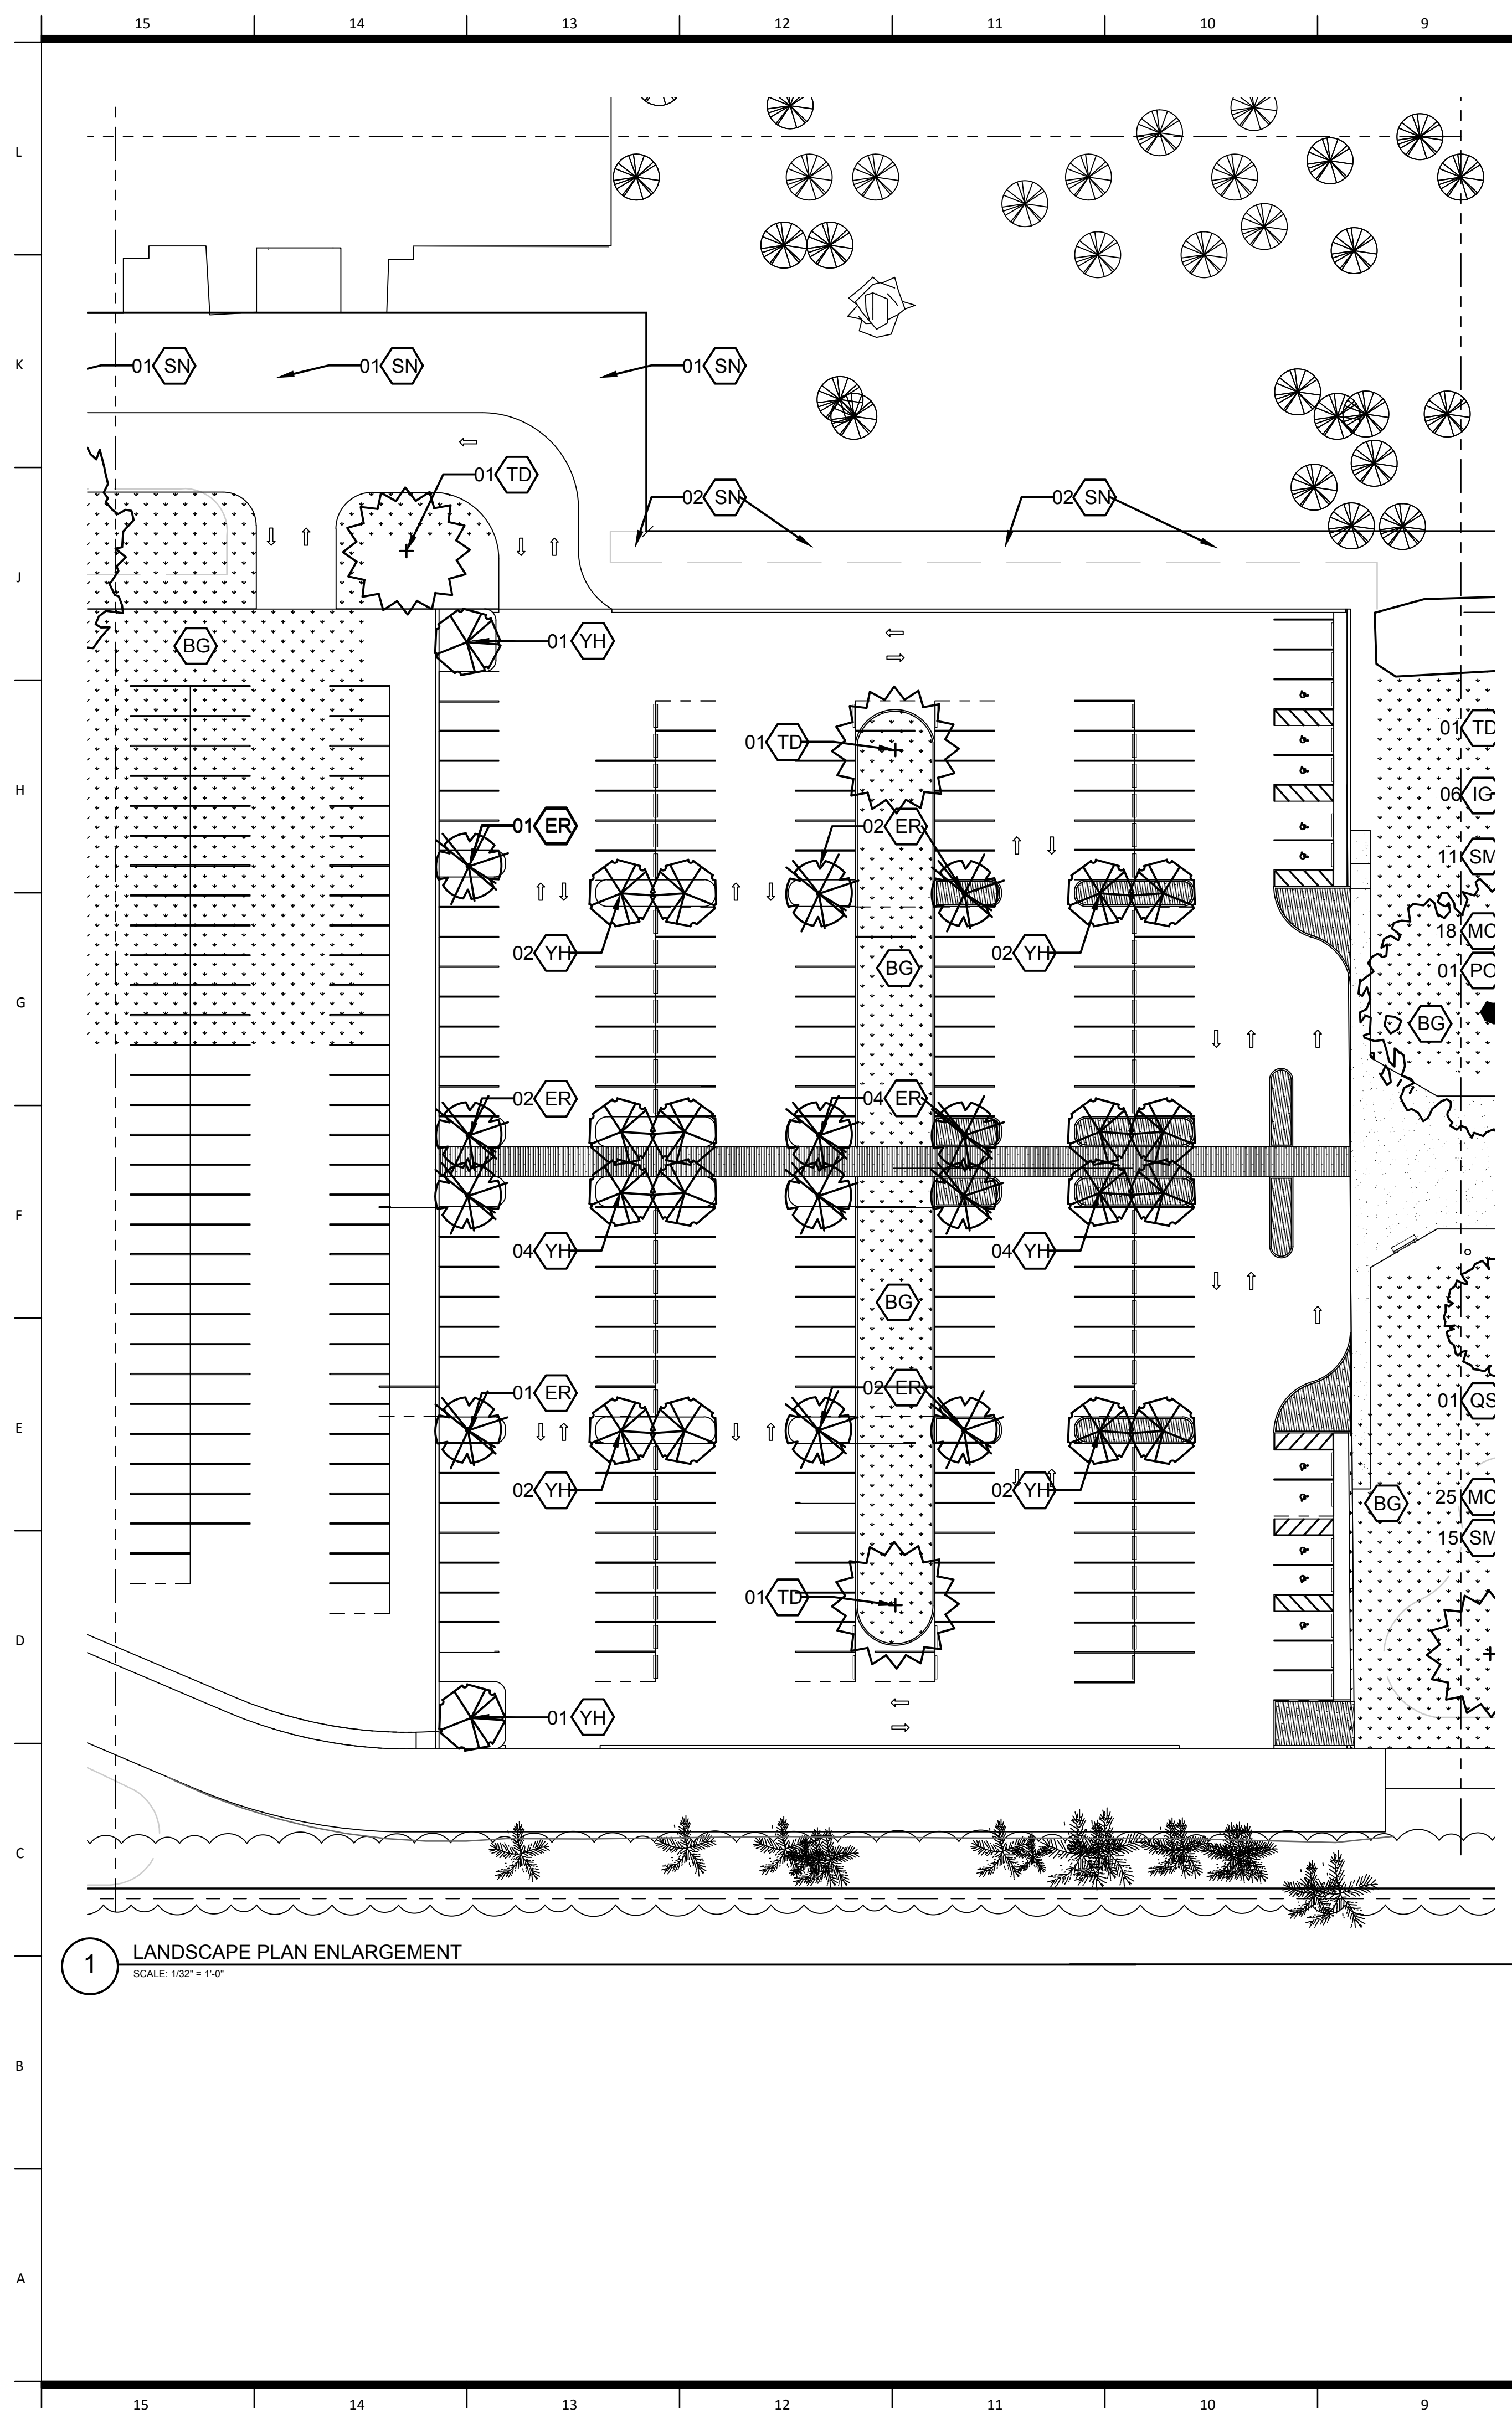 15 14 13 12 11 10 9
L
K
01 SN 01 SN 01 SN
01 TD
02 SN 02 SN
J
01 YH
BG
01 TD
01 TD
H
06 IG
01 ER 02 ER
11 SM
18 MC
02 YH 02 YH
BG
01 PC
G
BG
02 ER 04 ER
F
04 YH 04 YH
BG
01 ER 02 ER
01 QS
E
02 YH 02 YH
25 MC
BG
15 SM
01 TD
D
01 YH
C
1 LANDSCAPE PLAN ENLARGEMENT
SCALE: 1/32" = 1'-0"
B
A
15 14 13 12 11 10 9